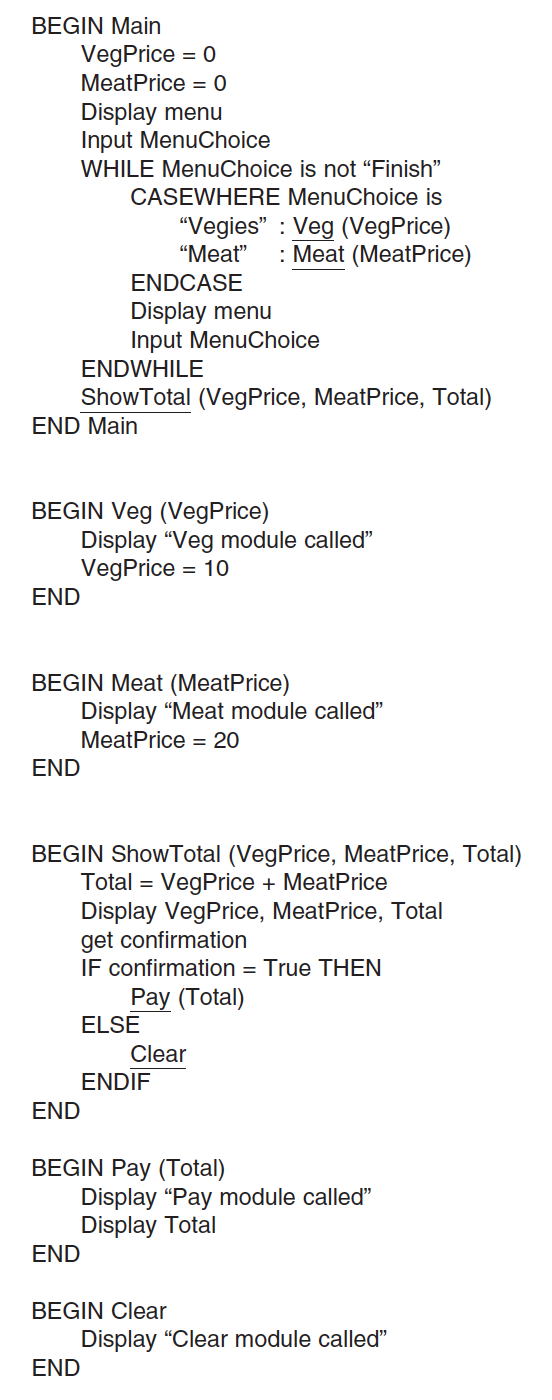 BEGIN Main
VegPrice = 0
MeatPrice = 0
Display menu
Input MenuChoice
WHILE MenuChoice is not “Finish”
CASEWHERE MenuChoice is
“Vegies” : Veg (VegPrice)
“Meat” : Meat (MeatPrice)
ENDCASE
Display menu
Input MenuChoice
ENDWHILE
ShowTotal (VegPrice, MeatPrice, Total)
END Main
BEGIN Veg (VegPrice)
Display “Veg module called”
VegPrice = 10
END
BEGIN Meat (MeatPrice)
Display “Meat module called”
MeatPrice = 20
END
BEGIN ShowTotal (VegPrice, MeatPrice, Total)
Total = VegPrice + MeatPrice
Display VegPrice, MeatPrice, Total
get confirmation
IF confirmation = True THEN
Pay (Total)
ELSE
Clear
ENDIF
END
BEGIN Pay (Total)
Display “Pay module called”
Display Total
END
BEGIN Clear
Display “Clear module called”
END